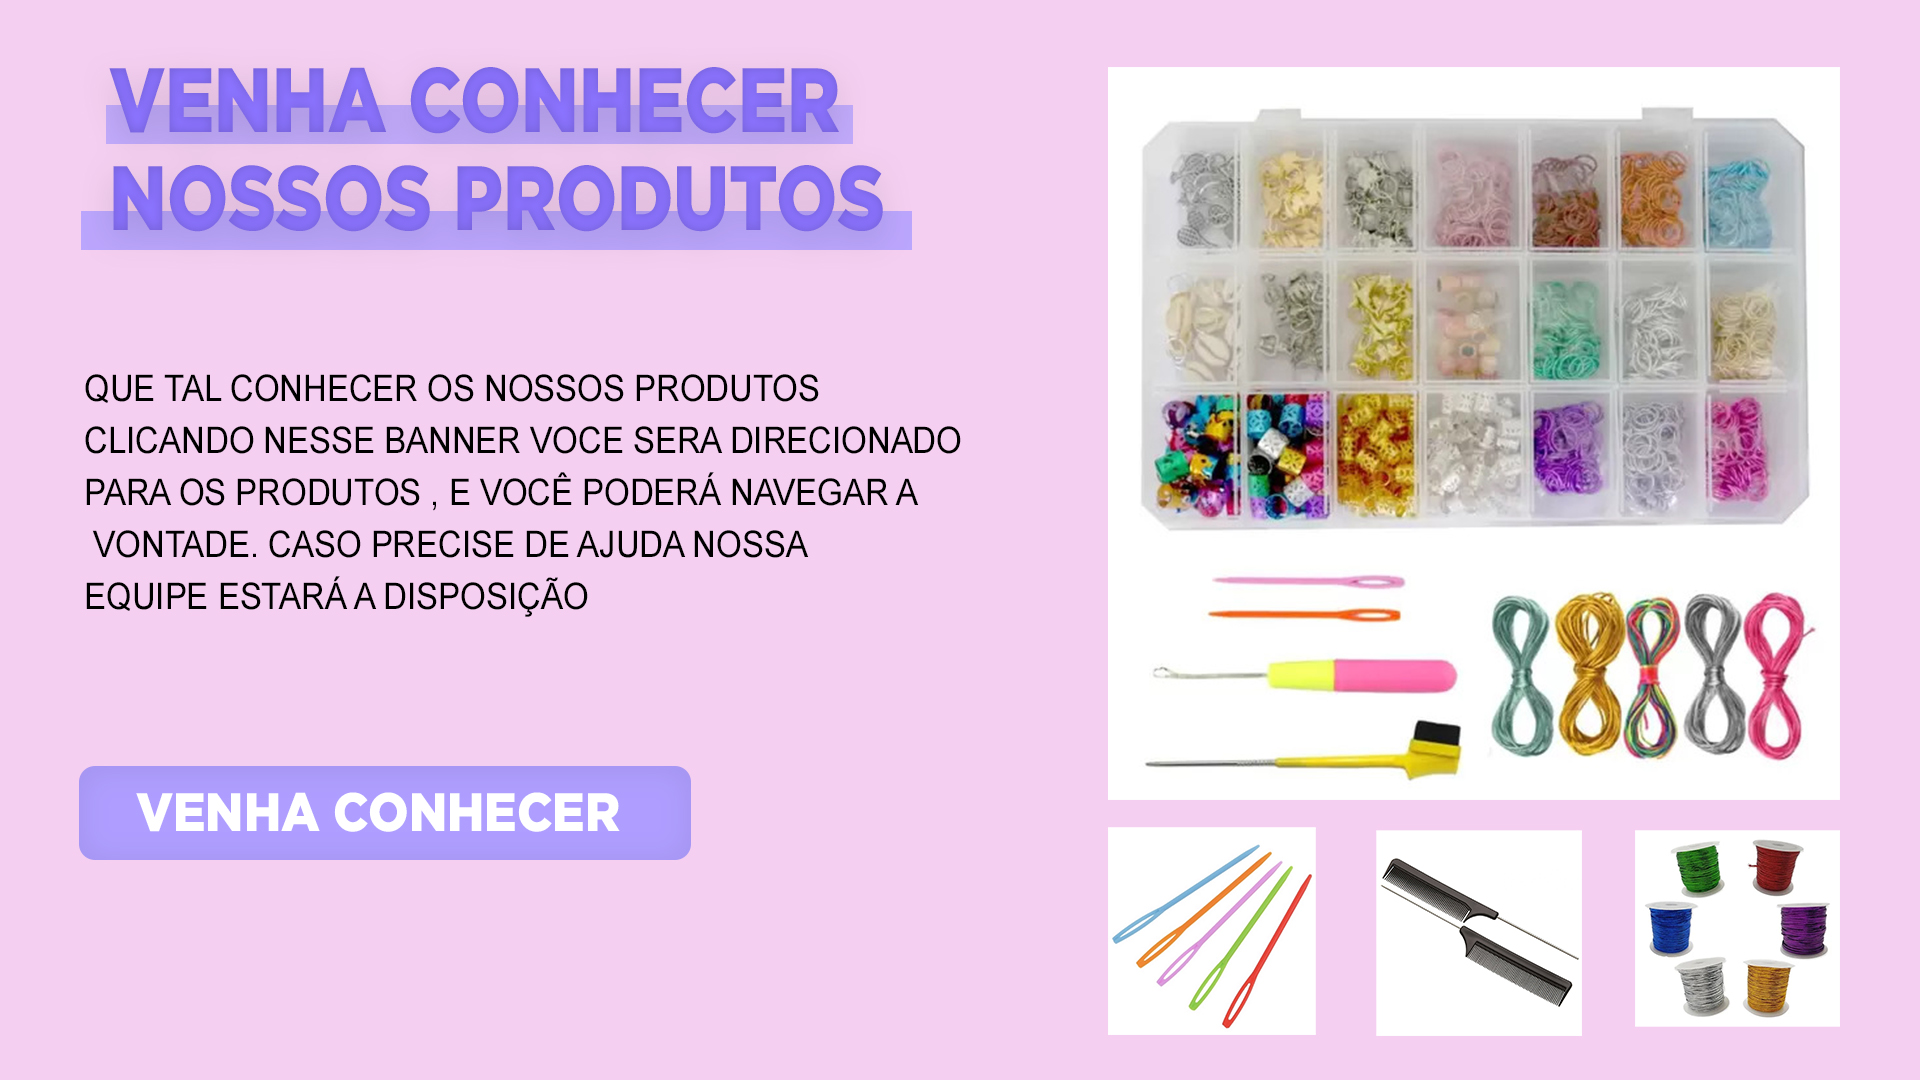 VENHA CONHECER
NOSSOS PRODUTOS
QUE TAL CONHECER OS NOSSOS PRODUTOS
CLICANDO NESSE BANNER VOCE SERA DIRECIONADO
PARA OS PRODUTOS , E VOCÊ PODERÁ NAVEGAR A
VONTADE. CASO PRECISE DE AJUDA NOSSA
EQUIPE ESTARÁ A DISPOSIÇÃO
VENHA CONHECER